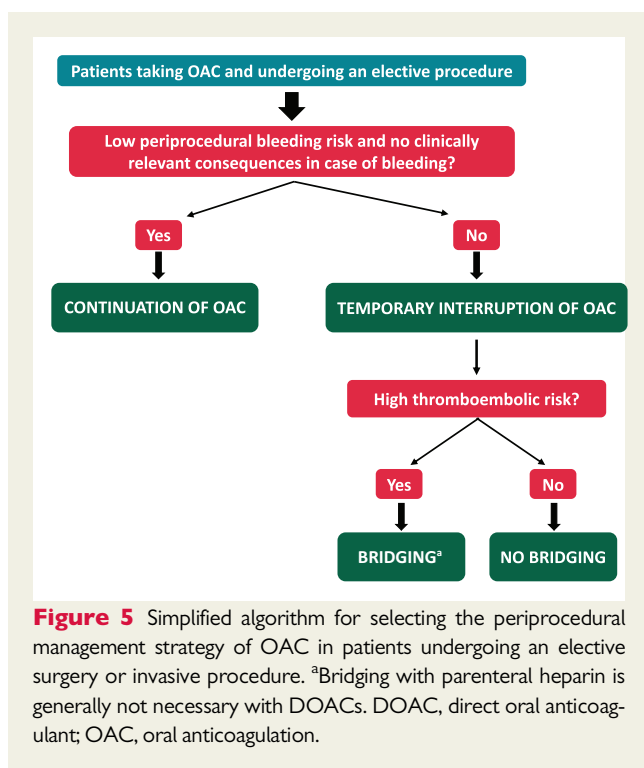 Patients taking OAC and undergoing an elective procedure
Low periprocedural bleeding risk and no clinically
relevant consequences in case of bleeding?
Yes
No
CONTINUATION OF OAC
TEMPORARY INTERRUPTION OF OAC
High thromboembolic risk?
Yes
No
BRIDGINGᵃ
NO BRIDGING
Figure 5 Simplified algorithm for selecting the periprocedural
management strategy of OAC in patients undergoing an elective
surgery or invasive procedure. ᵃBridging with parenteral heparin is
generally not necessary with DOACs. DOAC, direct oral anticoag-
ulant; OAC, oral anticoagulation.